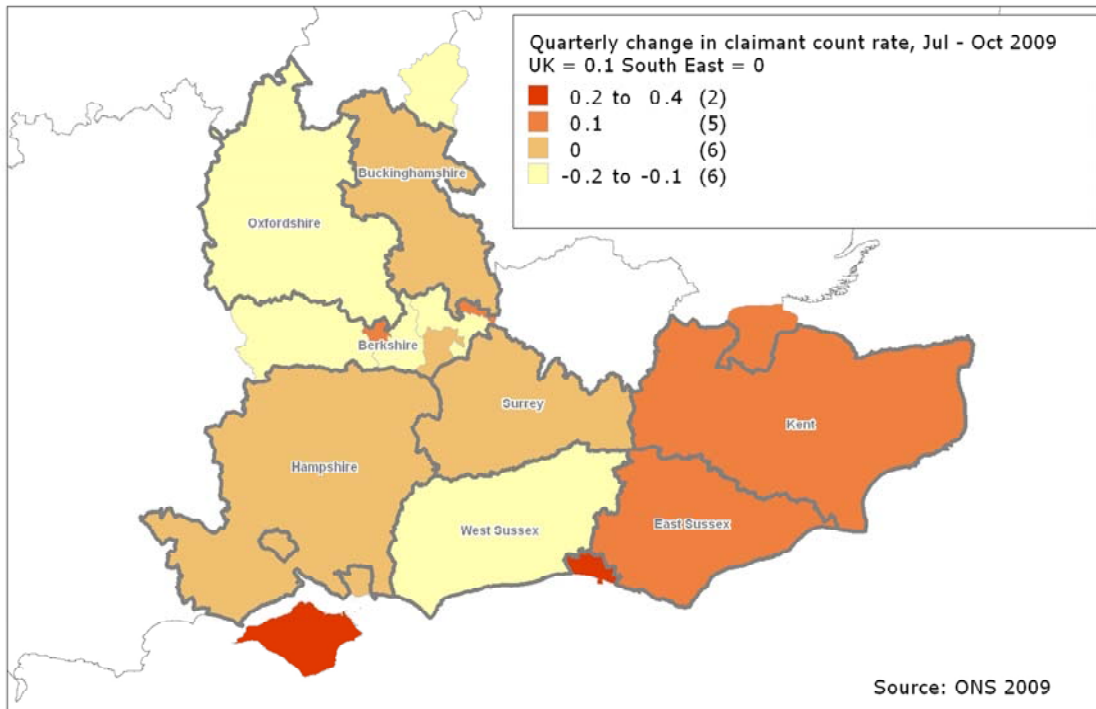 Quarterly change in claimant count rate, Jul - Oct 2009
UK = 0.1 South East = 0
0.2 to 0.4 (2)
0.1 (5)
0 (6)
-0.2 to -0.1 (6)
Buckinghamshire
Oxfordshire
Berkshire
Surrey
Kent
Hampshire
West Sussex
East Sussex
Source: ONS 2009